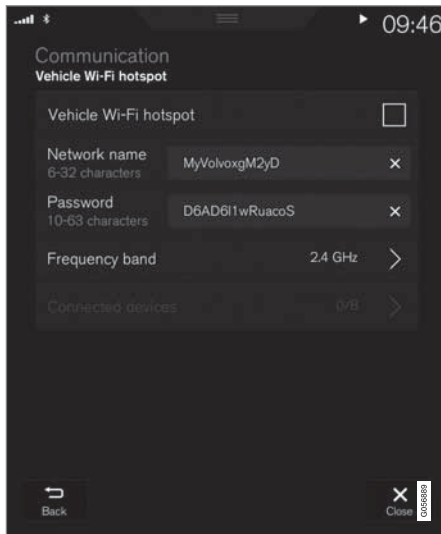 09:46
Communication
Vehicle Wi-Fi hotspot
Vehicle Wi-Fi hotspot
Network name
6-32 characters
MyVolvoxgM2yD
Password
10-63 characters
D6AD6I1wRuacoS
Frequency band 2.4 GHz
Connected devices 0/8
Back
Close
G056889